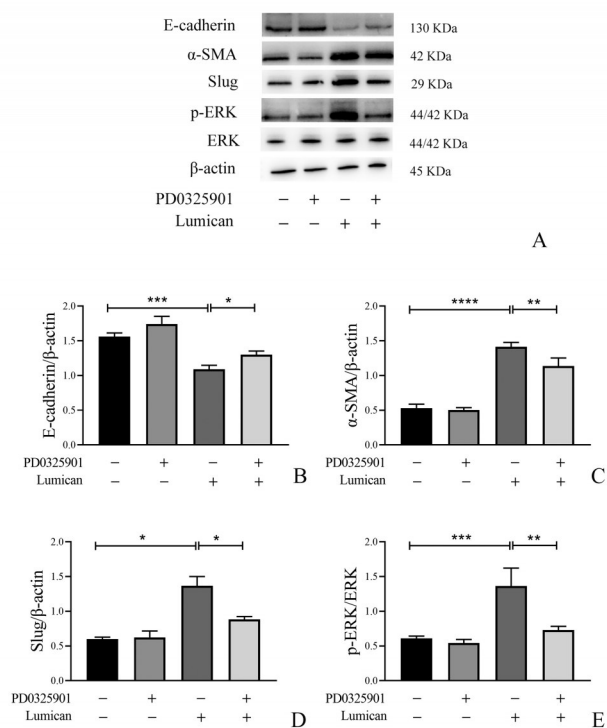 E-cadherin 130 KDa
α-SMA 42 KDa
Slug 29 KDa
p-ERK 44/42 KDa
ERK 44/42 KDa
β-actin 45 KDa
PD0325901 − + − +
Lumican − − + +
A
E-cadherin/β-actin
2.0
1.5
1.0
0.5
0.0
*** *
PD0325901 − + − +
Lumican − − + +
B
α-SMA/β-actin
2.0
1.5
1.0
0.5
0.0
**** **
PD0325901 − + − +
Lumican − − + +
C
Slug/β-actin
2.0
1.5
1.0
0.5
0.0
* *
PD0325901 − + − +
Lumican − − + +
D
p-ERK/ERK
2.0
1.5
1.0
0.5
0.0
*** **
PD0325901 − + − +
Lumican − − + +
E